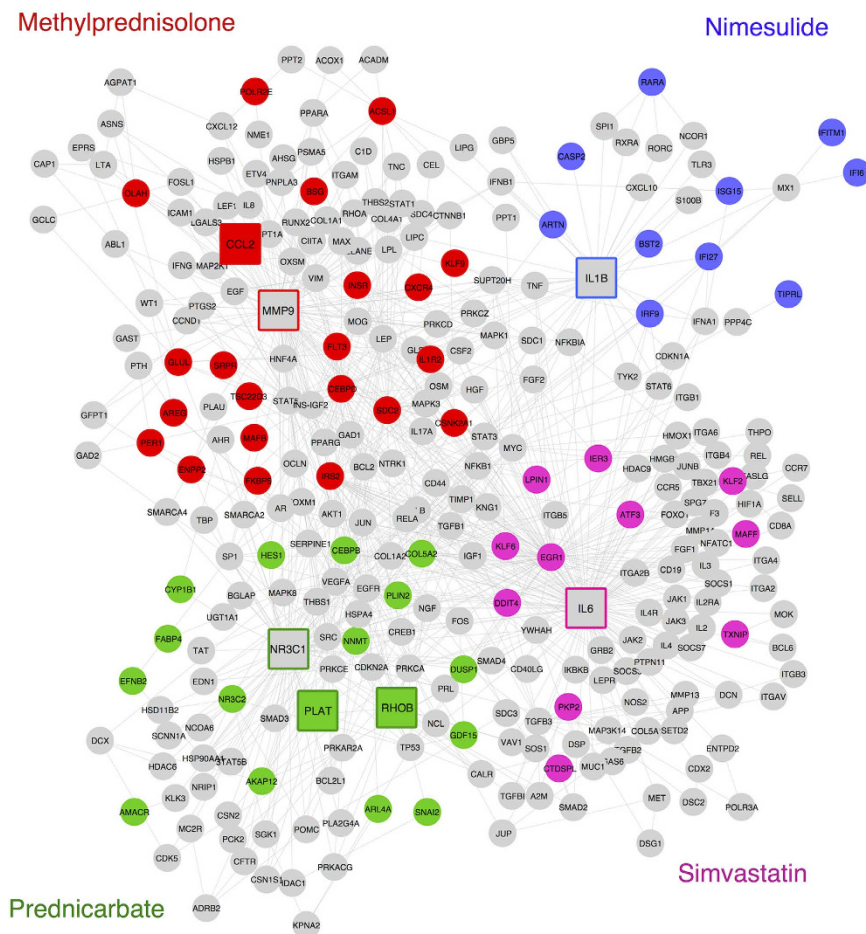 Methylprednisolone
Nimesulide
PPT2
ACOX1
ACADM
AGPAT1
POLR2E
RARA
ACSL1
CXCL12
NME1
PPARA
SPI1
NCOR1
IFITM1
ASNS
EPRS
HSPB1
AHSG
PSMA5
C1D
LIPG
GBP5
RXRA
RORC
CASP2
TLR3
CAP1
LTA
ETV4
PNPLA3
ITGAM
TNC
CEL
IFI6
OLAH
FOSL1
BSG
IFNB1
CXCL10
MX1
ISG15
S100B
GCLC
ICAM1
LEF1
IL8
THBS2
STAT1
LGALS3
RUNX2
COL1A1
RHOA
COL4A1
SDC4
CTNNB1
PPT1
ARTN
ABL1
CCL2
CIITA
MAX
LIPC
BST2
IFNG
MAP2K1
OXSM
LPL
KLF9
IFI27
VIM
SUPT20H
IL1B
WT1
EGF
INSR
CXCR4
TNF
TIPRL
PTGS2
MMP9
CCND1
MOG
PRKCD
PRKCZ
MAPK1
SDC1
NFKBIA
IRF9
IFNA1
PPP4C
GAST
FLT3
LEP
CSF2
CDKN1A
PTH
GLUL
SRPR
HNF4A
IL1R2
FGF2
TYK2
STAT6
TSC22D3
CEBPD
OSM
HGF
ITGB1
GFPT1
AREG
PLAU
INS-IGF2
SOC2
MAPK3
CSNK2A1
PER1
AHR
MAFB
PPARG
GAD1
IL17A
STAT3
MYC
HMOX1
ITGA6
THPO
GAD2
OCLN
BCL2
NTRK1
NFKB1
IER3
HMGB
ITGB4
REL
ENPP2
FKBP5
IRS2
CD44
LPIN1
HDAC9
JUNB
CCR7
CCR5
TBX21
KLF2
SMARCA4
SMARCA2
AR
AKT1
TIMP1
KNG1
SPG7
HIF1A
SELL
TBP
JUN
RELA
TGFB1
ITGB5
ATF3
F3
CD8A
SP1
HES1
SERPINE1
CEBPB
COL1A2
COL5A2
IGF1
KLF6
EGR1
FGF1
NFATC1
MAFF
CYP1B1
BGLAP
MAPK8
VEGFA
EGFR
PLIN2
ITGA2B
CD19
IL3
ITGA4
UGT1A1
THBS1
HSPA4
NGF
DDIT4
SOCS1
ITGA2
FABP4
TAT
NR3C1
SRC
NNMT
CREB1
FOS
IL6
IL4R
JAK1
IL2RA
YWHAH
JAK3
IL2
MOK
EFNB2
EDN1
PRKCE
CDKN2A
PRKCA
DUSP1
SMAD4
GRB2
JAK2
IL4
SOCS7
TXNIP
BCL6
HSD11B2
NR3C2
PRL
CD40LG
IKBKB
PTPN11
ITGB3
SCNN1A
NCOA6
SMAD3
PLAT
RHOB
NCL
SDC3
TGFB3
PKP2
LEPR
NOS2
MMP13
DCN
ITGAV
DCX
HSP90AA1
STAT5B
PRKAR2A
TP53
GDF15
VAV1
SOS1
MAP3K14
APP
HDAC6
DSP
COL5A
SETD2
ENTPD2
KLK3
NRIP1
AKAP12
BCL2L1
CALR
CTDSPL
MUC1
CDX2
AMACR
CSN2
ARL4A
SNAI2
TGFBI
A2M
SMAD2
MET
DSC2
POLR3A
MC2R
PCK2
SGK1
POMC
PLA2G4A
JUP
DSG1
CDK5
CFTR
CSN1S1
PRKACG
Simvastatin
ADRB2
KPNA2
Prednicarbate